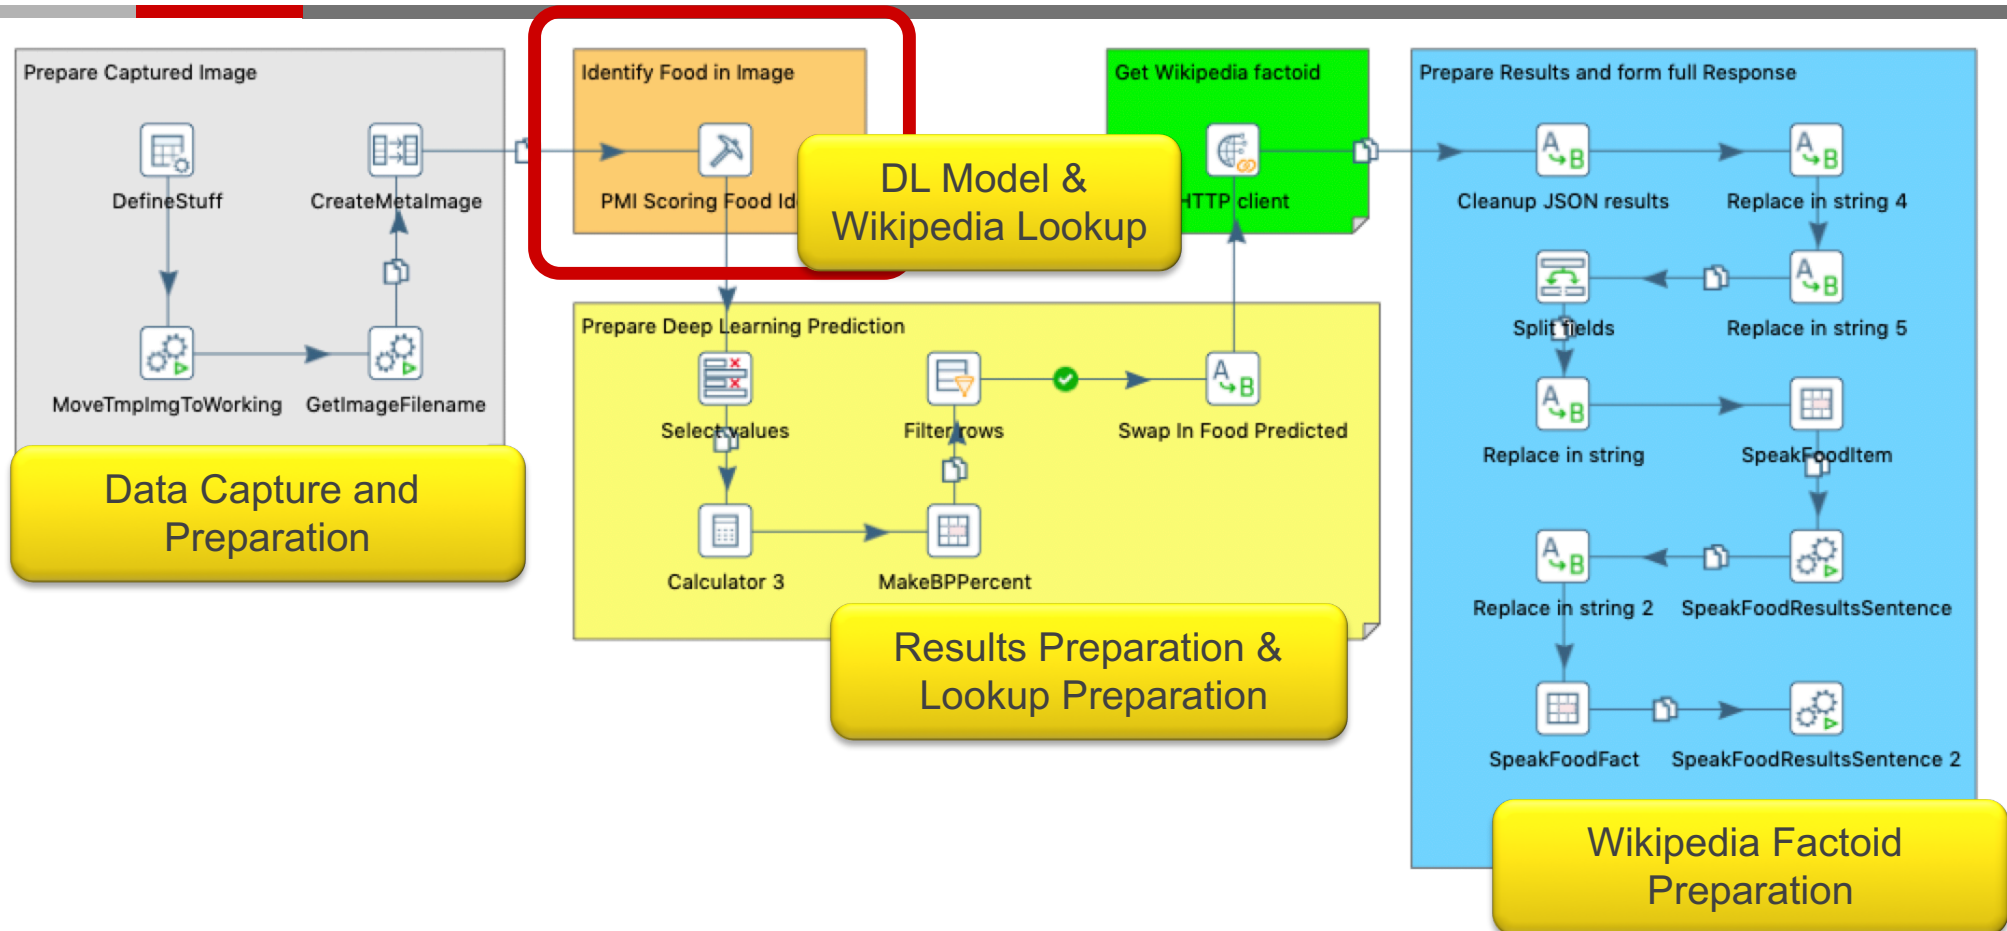 Prepare Captured Image
DefineStuff
CreateMetaImage
MoveTmpImgToWorking
GetImageFilename
Data Capture and
Preparation
Identify Food in Image
PMI Scoring Food Id
DL Model &
Wikipedia Lookup
Get Wikipedia factoid
HTTP client
Prepare Deep Learning Prediction
Select values
Filter rows
Swap In Food Predicted
Calculator 3
MakeBPPercent
Results Preparation &
Lookup Preparation
Prepare Results and form full Response
Cleanup JSON results
Replace in string 4
Split fields
Replace in string 5
Replace in string
SpeakFoodItem
Replace in string 2
SpeakFoodResultsSentence
SpeakFoodFact
SpeakFoodResultsSentence 2
Wikipedia Factoid
Preparation